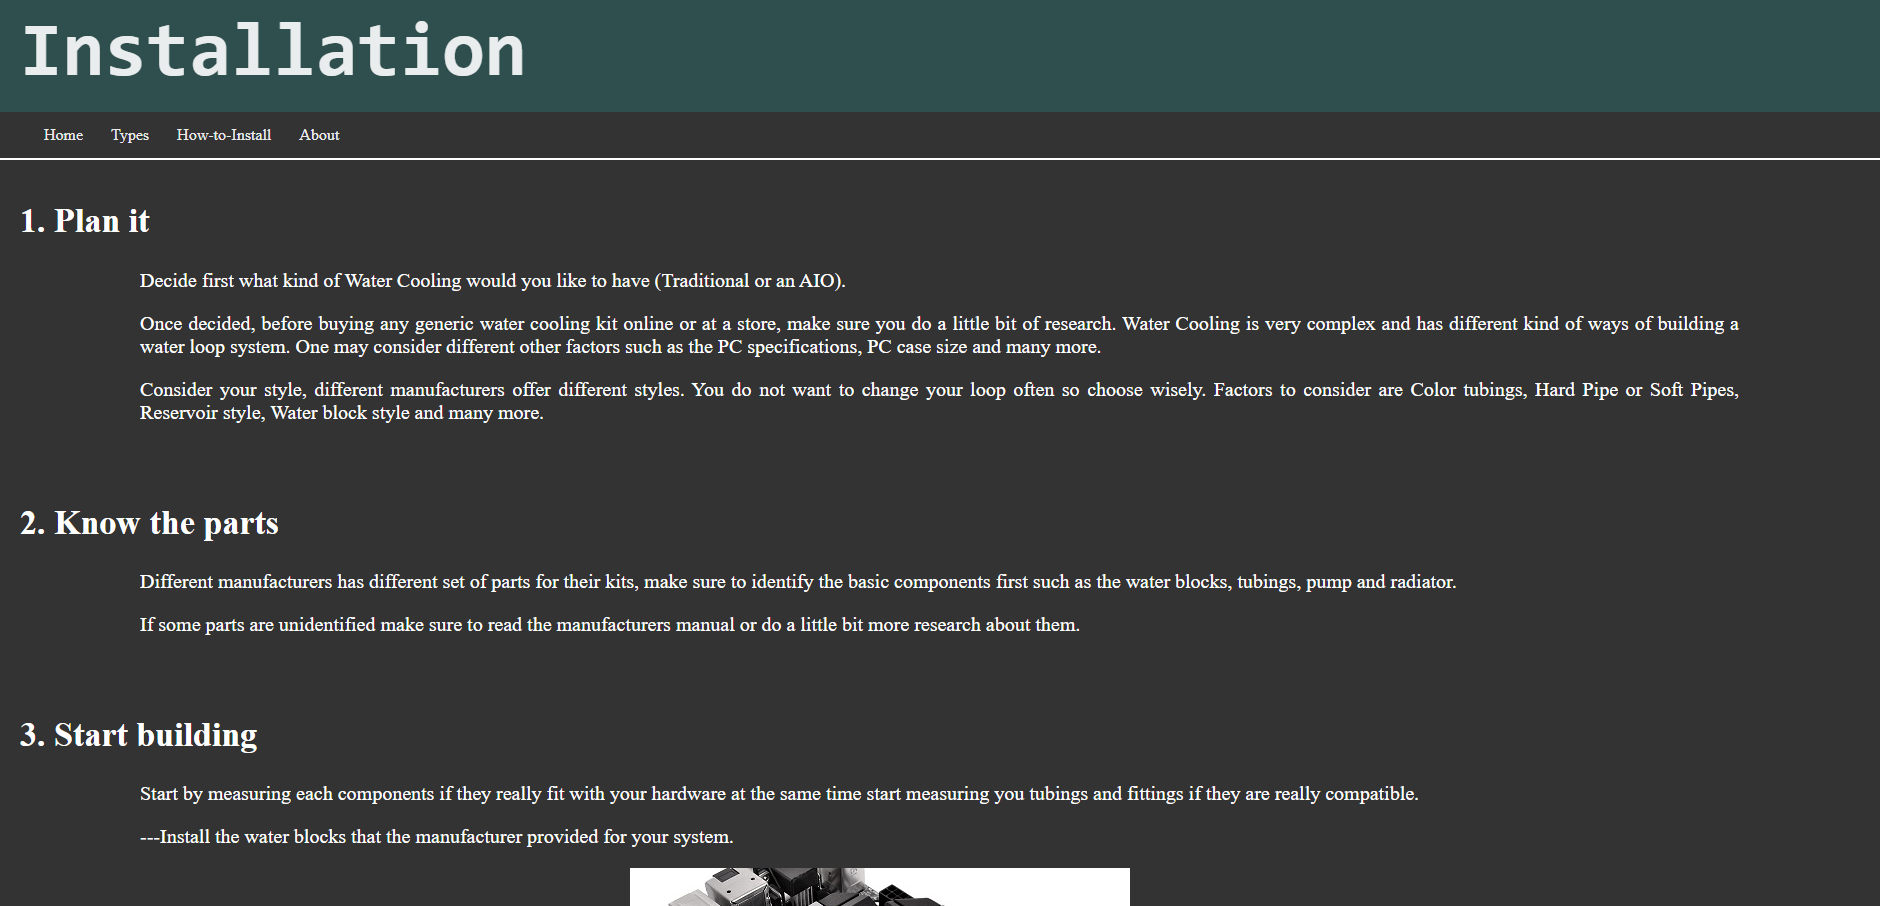 Installation
Home Types How-to-Install About
1. Plan it
Decide first what kind of Water Cooling would you like to have (Traditional or an AIO).
Once decided, before buying any generic water cooling kit online or at a store, make sure you do a little bit of research. Water Cooling is very complex and has different kind of ways of building a
water loop system. One may consider different other factors such as the PC specifications, PC case size and many more.
Consider your style, different manufacturers offer different styles. You do not want to change your loop often so choose wisely. Factors to consider are Color tubings, Hard Pipe or Soft Pipes,
Reservoir style, Water block style and many more.
2. Know the parts
Different manufacturers has different set of parts for their kits, make sure to identify the basic components first such as the water blocks, tubings, pump and radiator.
If some parts are unidentified make sure to read the manufacturers manual or do a little bit more research about them.
3. Start building
Start by measuring each components if they really fit with your hardware at the same time start measuring you tubings and fittings if they are really compatible.
---Install the water blocks that the manufacturer provided for your system.